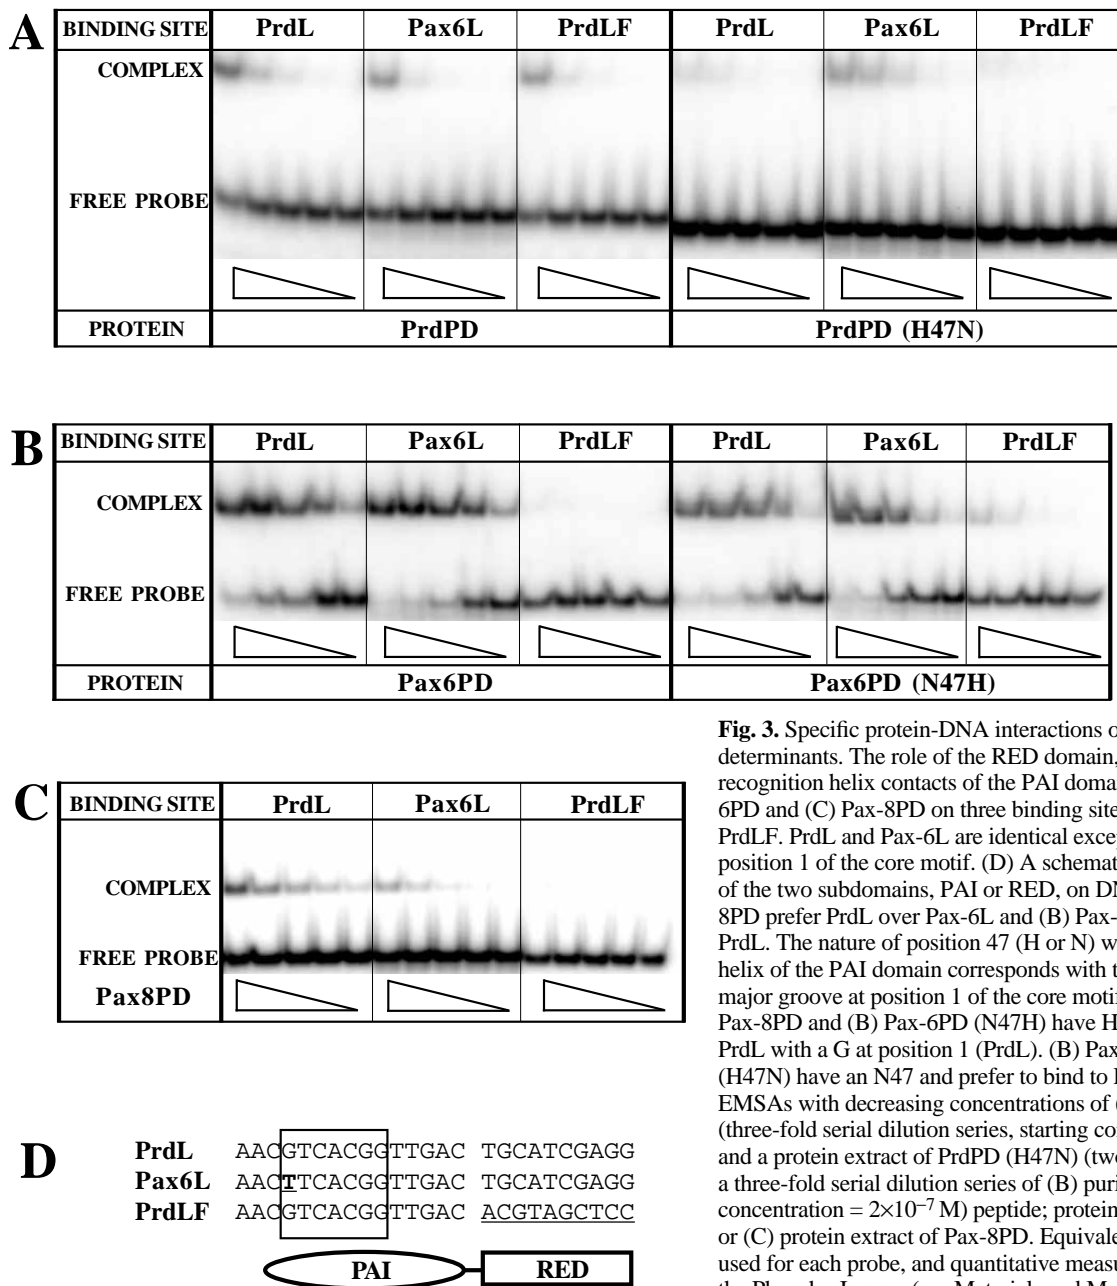 A
BINDING SITE PrdL Pax6L PrdLF PrdL Pax6L PrdLF
COMPLEX
FREE PROBE
PROTEIN PrdPD PrdPD (H47N)
B
BINDING SITE PrdL Pax6L PrdLF PrdL Pax6L PrdLF
COMPLEX
FREE PROBE
PROTEIN Pax6PD Pax6PD (N47H)
C
BINDING SITE PrdL Pax6L PrdLF
COMPLEX
FREE PROBE
Pax8PD
D
PrdL AACGTCACGGTTGAC TGCATCGAGG
Pax6L AACTTCACGGTTGAC TGCATCGAGG
PrdLF AACGTCACGGTTGAC ACGTAGCTCC
PAI RED
Fig. 3. Specific protein-DNA interactions o
determinants. The role of the RED domain,
recognition helix contacts of the PAI doma
6PD and (C) Pax-8PD on three binding site
PrdLF. PrdL and Pax-6L are identical excep
position 1 of the core motif. (D) A schemat
of the two subdomains, PAI or RED, on D
8PD prefer PrdL over Pax-6L and (B) Pax-
PrdL. The nature of position 47 (H or N) w
helix of the PAI domain corresponds with t
major groove at position 1 of the core motif
Pax-8PD and (B) Pax-6PD (N47H) have H
PrdL with a G at position 1 (PrdL). (B) Pax
(H47N) have an N47 and prefer to bind to
EMSAs with decreasing concentrations of (
(three-fold serial dilution series, starting co
and a protein extract of PrdPD (H47N) (two
a three-fold serial dilution series of (B) puri
concentration = 2×10⁻⁷ M) peptide; protein
or (C) protein extract of Pax-8PD. Equivale
used for each probe, and quantitative meas